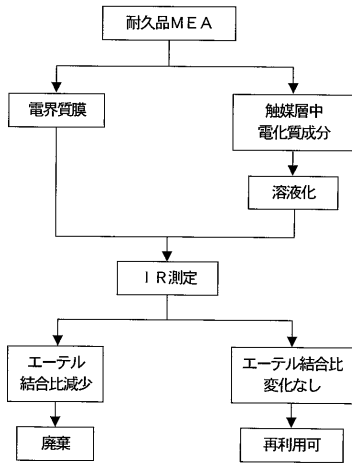 耐久品ＭＥＡ
電界質膜
触媒層中
電化質成分
溶液化
ＩＲ測定
エーテル
結合比減少
エーテル結合比
変化なし
廃棄
再利用可